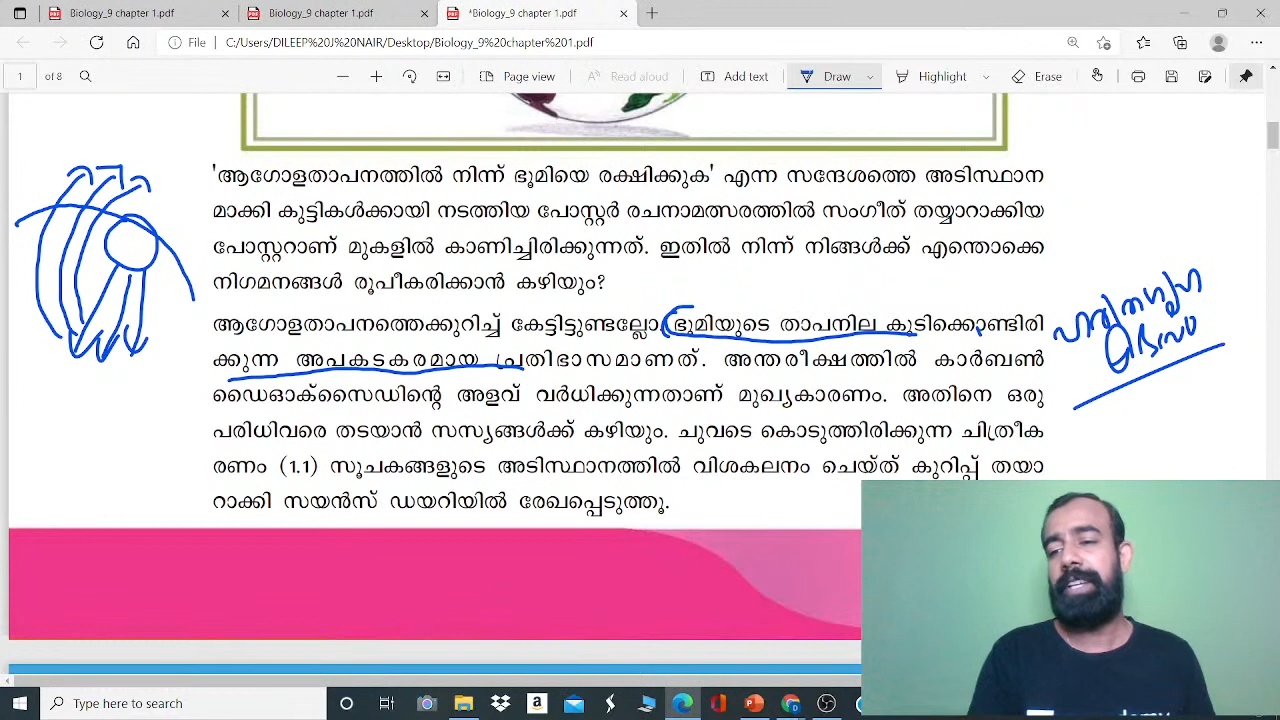 Biology_9 chapter 1.pdf
Biology_9 chapter 1.pdf
*Biology_9 chapter 1.pdf
File C:/Users/DILEEP%20J%20NAIR/Desktop/Biology_9%20chapter%201.pdf
1 of 8 Page view Read aloud Add text Draw Highlight Erase
'ആഗോളതാപനത്തിൽ നിന്ന് ഭൂമിയെ രക്ഷിക്കുക' എന്ന സന്ദേശത്തെ അടിസ്ഥാന
മാക്കി കുട്ടികൾക്കായി നടത്തിയ പോസ്റ്റർ രചനാമത്സരത്തിൽ സംഗീത് തയ്യാറാക്കിയ
പോസ്റ്ററാണ് മുകളിൽ കാണിച്ചിരിക്കുന്നത്. ഇതിൽ നിന്ന് നിങ്ങൾക്ക് എന്തൊക്കെ
നിഗമനങ്ങൾ രൂപീകരിക്കാൻ കഴിയും?
ആഗോളതാപനത്തെക്കുറിച്ച് കേട്ടിട്ടുണ്ടല്ലോ. ഭൂമിയുടെ താപനില കൂടിക്കൊണ്ടിരി
ക്കുന്ന അപകടകരമായ പ്രതിഭാസമാണത്. അന്തരീക്ഷത്തിൽ കാർബൺ
ഡൈഓക്സൈഡിന്റെ അളവ് വർധിക്കുന്നതാണ് മുഖ്യകാരണം. അതിനെ ഒരു
പരിധിവരെ തടയാൻ സസ്യങ്ങൾക്ക് കഴിയും. ചുവടെ കൊടുത്തിരിക്കുന്ന ചിത്രീക
രണം (1.1) സൂചകങ്ങളുടെ അടിസ്ഥാനത്തിൽ വിശകലനം ചെയ്ത് കുറിപ്പ് തയാ
റാക്കി സയൻസ് ഡയറിയിൽ രേഖപ്പെടുത്തൂ.
ഹരിതഗൃഹ
പ്രഭാവം
Type here to search